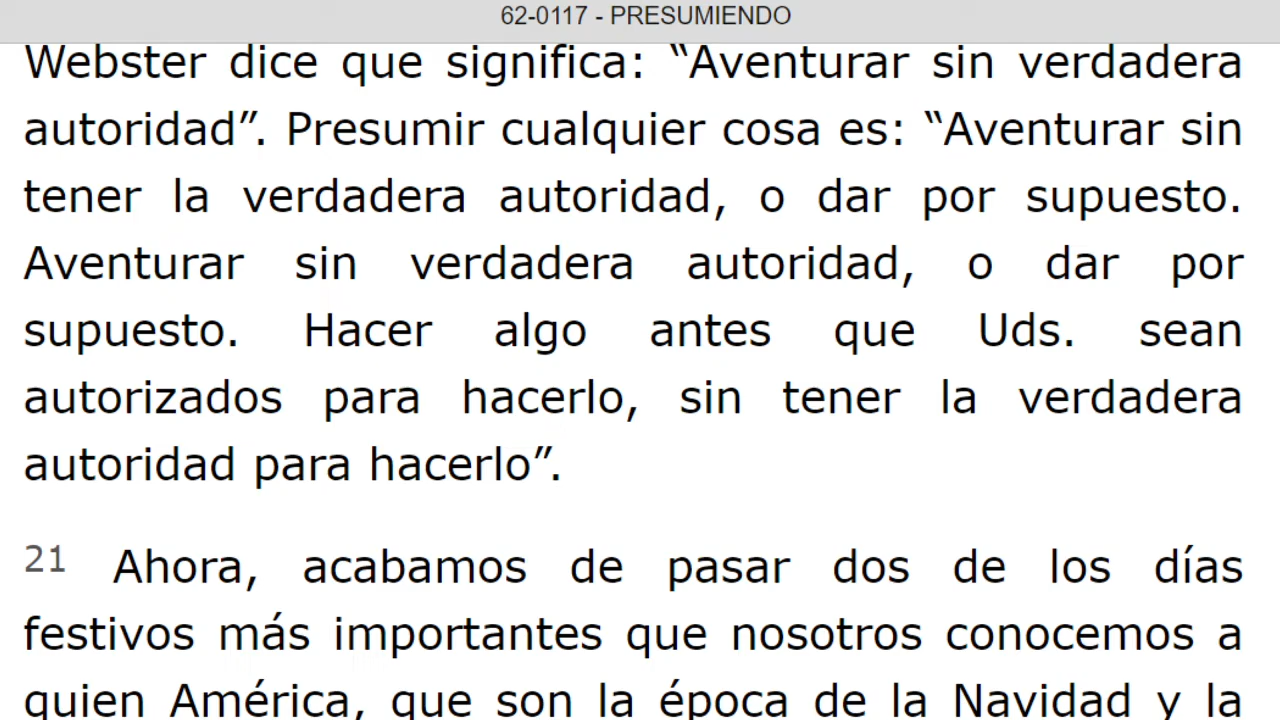 62-0117 - PRESUMIENDO
Webster dice que significa: “Aventurar sin verdadera
autoridad”. Presumir cualquier cosa es: “Aventurar sin
tener la verdadera autoridad, o dar por supuesto.
Aventurar sin verdadera autoridad, o dar por
supuesto. Hacer algo antes que Uds. sean
autorizados para hacerlo, sin tener la verdadera
autoridad para hacerlo”.
21 Ahora, acabamos de pasar dos de los días
festivos más importantes que nosotros conocemos a
quien América, que son la época de la Navidad y la